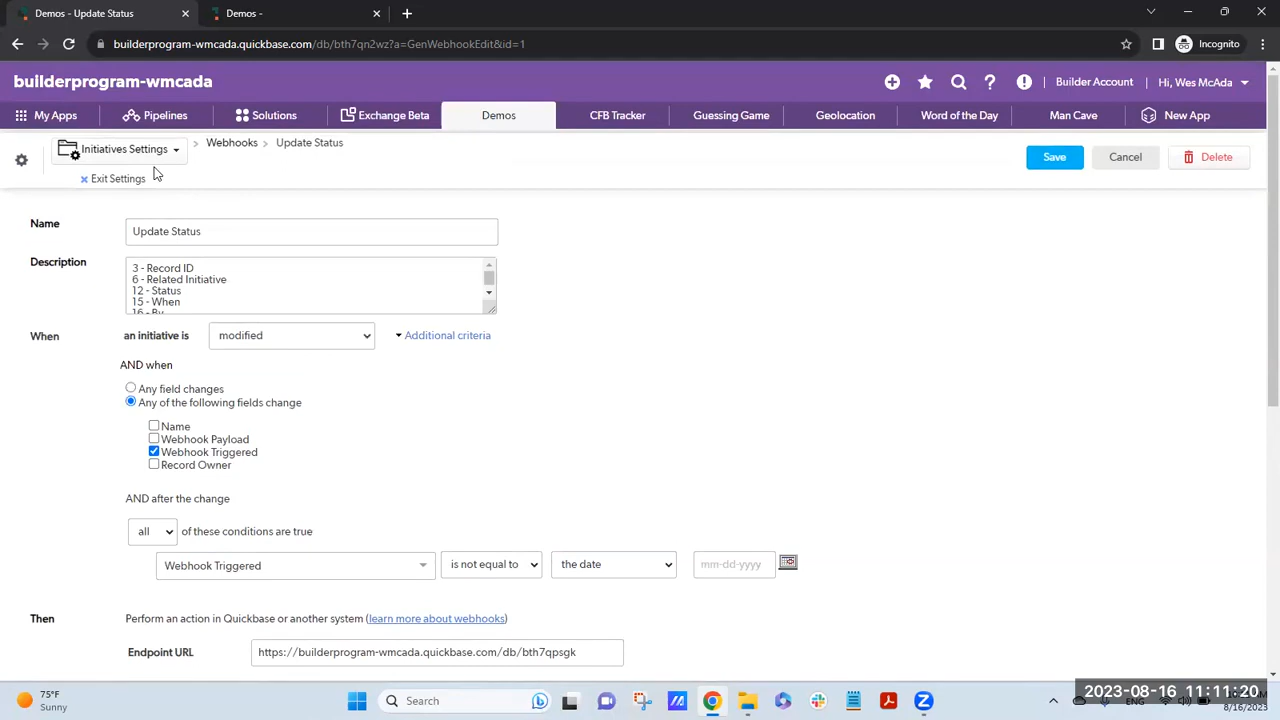 Demos - Update Status
Demos -
builderprogram-wmcada.quickbase.com/db/bth7qn2wz?a=GenWebhookEdit&id=1
Incognito
builderprogram-wmcada
Builder Account
Hi, Wes McAda
My Apps
Pipelines
Solutions
Exchange Beta
Demos
CFB Tracker
Guessing Game
Geolocation
Word of the Day
Man Cave
New App
Initiatives Settings
> Webhooks > Update Status
Save
Cancel
Delete
Exit Settings
Name
Update Status
Description
3 - Record ID
6 - Related Initiative
12 - Status
15 - When
16 - By
When
an initiative is
modified
Additional criteria
AND when
Any field changes
Any of the following fields change
Name
Webhook Payload
Webhook Triggered
Record Owner
AND after the change
all
of these conditions are true
Webhook Triggered
is not equal to
the date
mm-dd-yyyy
Then
Perform an action in Quickbase or another system (learn more about webhooks)
Endpoint URL
https://builderprogram-wmcada.quickbase.com/db/bth7qpsgk
75°F
Sunny
Search
ENG
2023-08-16 11:11:20
8/16/2023